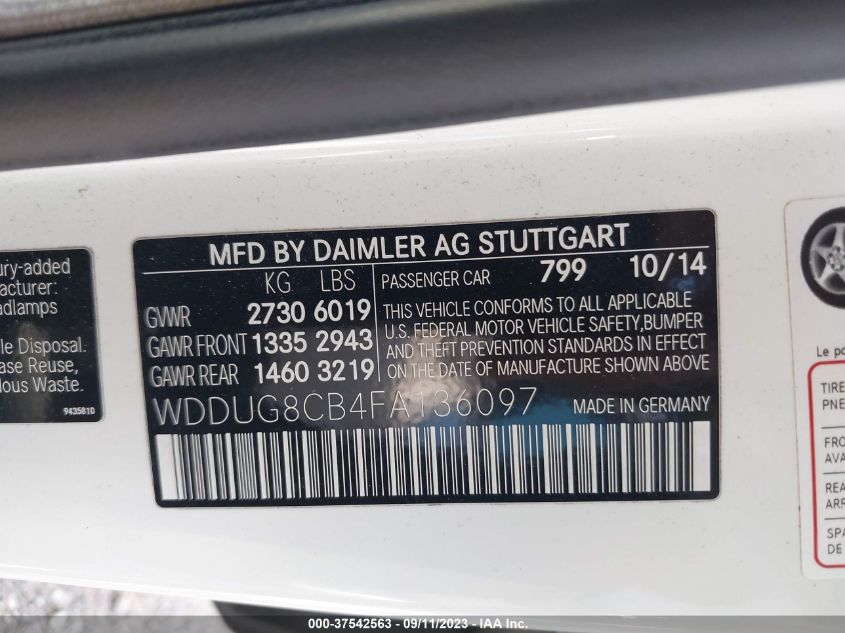 MFD BY DAIMLER AG STUTTGART
KG LBS
GVWR 2730 6019
GAWR FRONT 1335 2943
GAWR REAR 1460 3219
PASSENGER CAR 799 10/14
THIS VEHICLE CONFORMS TO ALL APPLICABLE
U.S. FEDERAL MOTOR VEHICLE SAFETY,BUMPER
AND THEFT PREVENTION STANDARDS IN EFFECT
ON THE DATE OF MANUFACTURE SHOWN ABOVE
WDDUG8CB4FA136097 MADE IN GERMANY
ury-added
acturer:
adlamps
le Disposal.
ase Reuse,
ous Waste.
9435810
Le po
TIRE
PNE
FRO
AVA
REA
ARR
SPA
DE
000-37542563 - 09/11/2023 - IAA Inc.